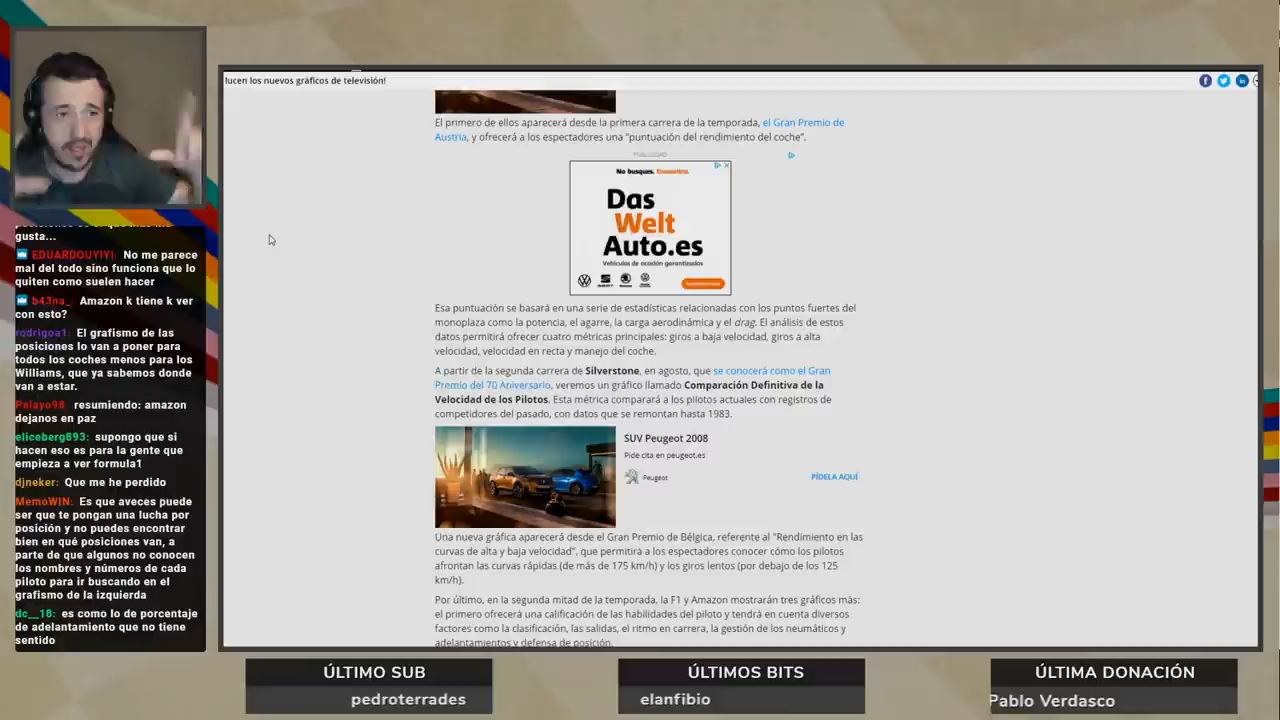 lucen los nuevos gráficos de televisión!
El primero de ellos aparecerá desde la primera carrera de la temporada, el Gran Premio de
Austria, y ofrecerá a los espectadores una "puntuación del rendimiento del coche".
PUBLICIDAD
No busques. Encuentra.
Das
Welt
Auto.es
Vehículos de ocasión garantizados
Esa puntuación se basará en una serie de estadísticas relacionadas con los puntos fuertes del
monoplaza como la potencia, el agarre, la carga aerodinámica y el drag. El análisis de estos
datos permitirá ofrecer cuatro métricas principales: giros a baja velocidad, giros a alta
velocidad, velocidad en recta y manejo del coche.
A partir de la segunda carrera de Silverstone, en agosto, que se conocerá como el Gran
Premio del 70 Aniversario, veremos un gráfico llamado Comparación Definitiva de la
Velocidad de los Pilotos. Esta métrica comparará a los pilotos actuales con registros de
competidores del pasado, con datos que se remontan hasta 1983.
SUV Peugeot 2008
Pide cita en peugeot.es
Peugeot
PÍDELA AQUÍ
Una nueva gráfica aparecerá desde el Gran Premio de Bélgica, referente al "Rendimiento en las
curvas de alta y baja velocidad", que permitirá a los espectadores conocer cómo los pilotos
afrontan las curvas rápidas (de más de 175 km/h) y los giros lentos (por debajo de los 125
km/h).
Por último, en la segunda mitad de la temporada, la F1 y Amazon mostrarán tres gráficos más:
el primero ofrecerá una calificación de las habilidades del piloto y tendrá en cuenta diversos
factores como la clasificación, las salidas, el ritmo en carrera, la gestión de los neumáticos y
adelantamientos y defensa de posición.
gusta...
EDUARDOUYIYI: No me parece
mal del todo sino funciona que lo
quiten como suelen hacer
b43na_: Amazon k tiene k ver
con esto?
rodrigoa1: El grafismo de las
posiciones lo van a poner para
todos los coches menos para los
Williams, que ya sabemos donde
van a estar.
Pelayo98: resumiendo: amazon
dejanos en paz
eliceberg893: supongo que si
hacen eso es para la gente que
empieza a ver formula1
djneker: Que me he perdido
MemoWIN: Es que aveces puede
ser que te pongan una lucha por
posición y no puedes encontrar
bien en qué posiciones van, a
parte de que algunos no conocen
los nombres y números de cada
piloto para ir buscando en el
grafismo de la izquierda
dc__18: es como lo de porcentaje
de adelantamiento que no tiene
sentido
ÚLTIMO SUB
pedroterrades
ÚLTIMOS BITS
elanfibio
ÚLTIMA DONACIÓN
Pablo Verdasco